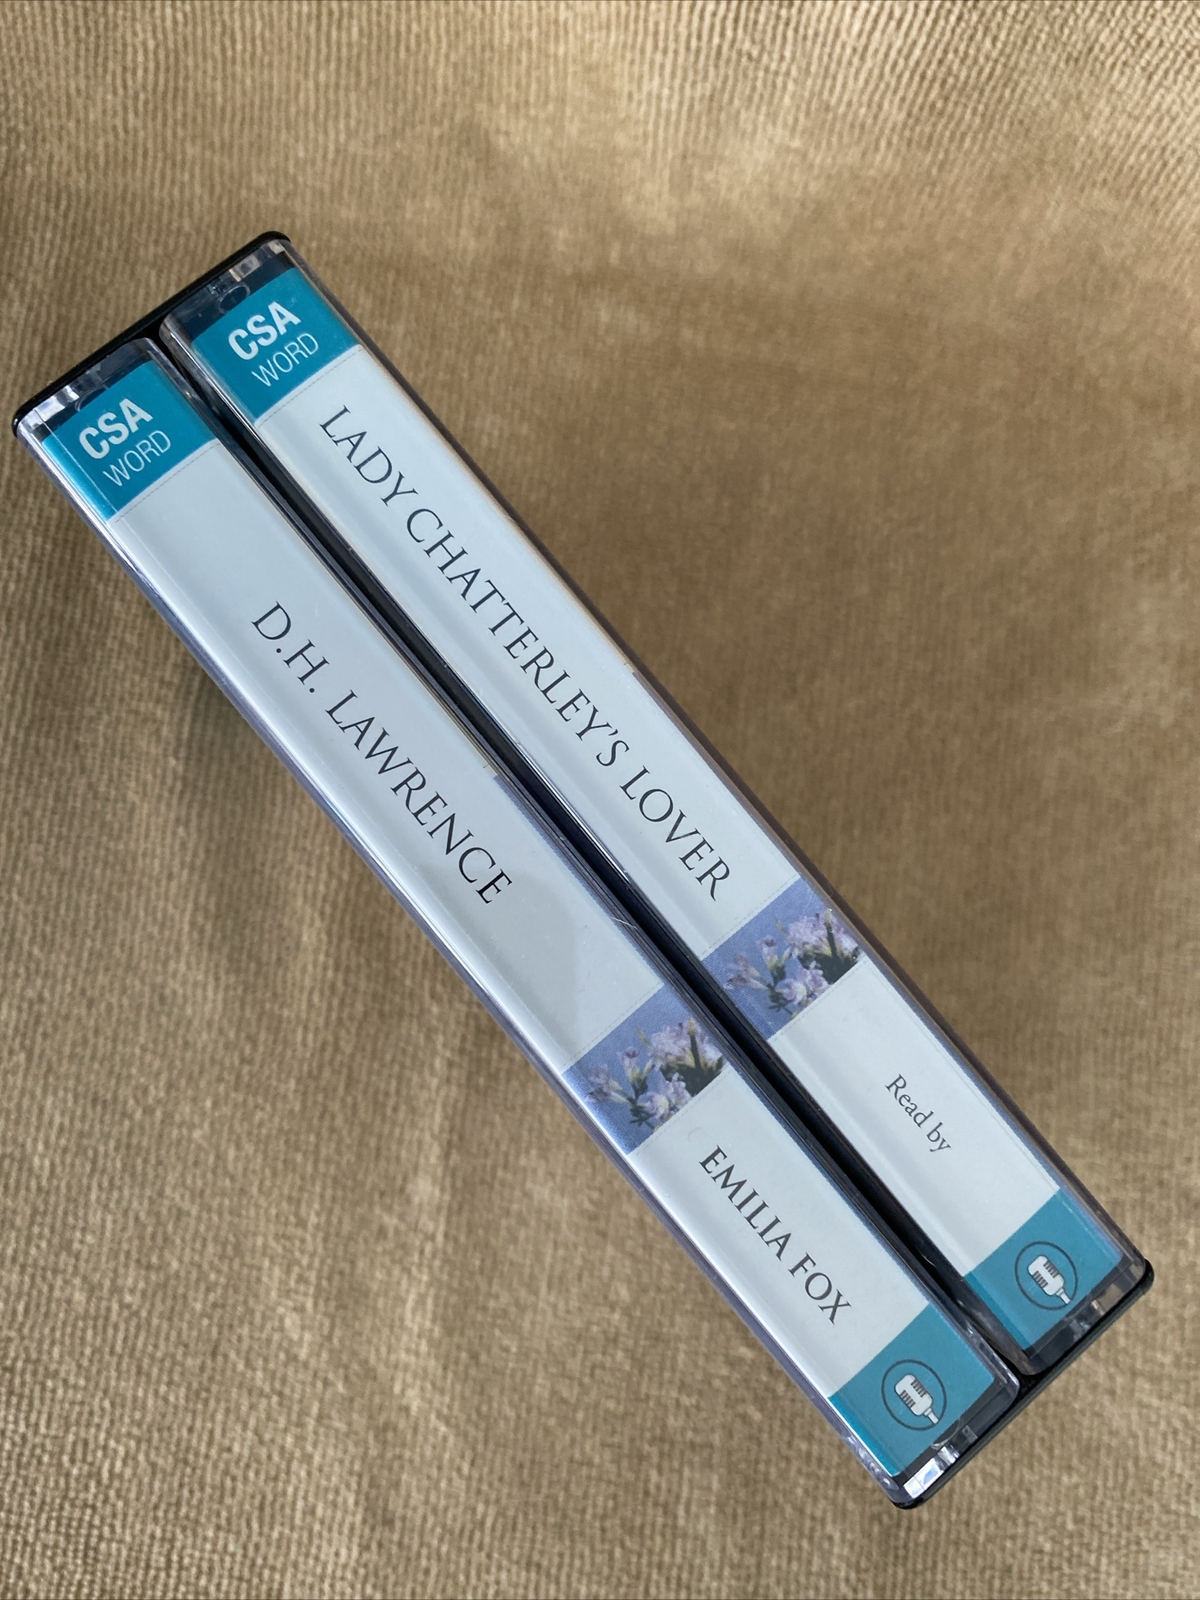 CSA
WORD
LADY CHATTERLEY'S LOVER
Read by
CSA
WORD
D.H. LAWRENCE
EMILIA FOX